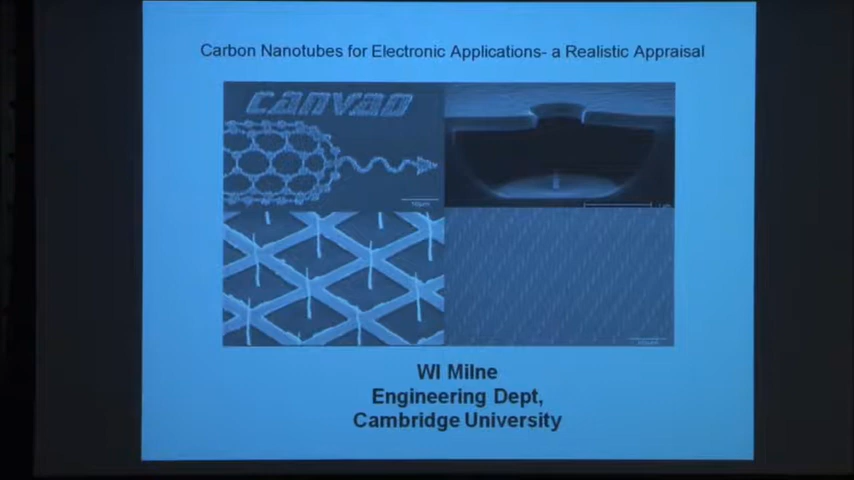 Carbon Nanotubes for Electronic Applications- a Realistic Appraisal
CANVAD
WI Milne
Engineering Dept,
Cambridge University